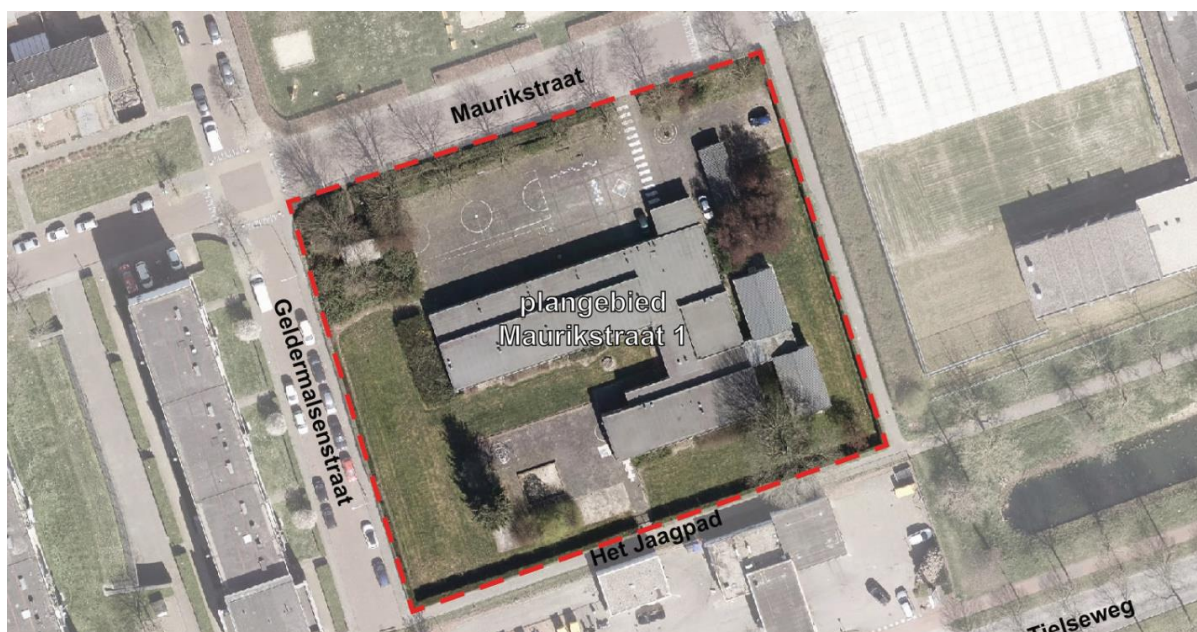 Maurikstraat
plangebied
Maurikstraat 1
Geldermalsenstraat
Het Jaagpad
Tielseweg